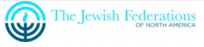 The Jewish Federations
OF NORTH AMERICA